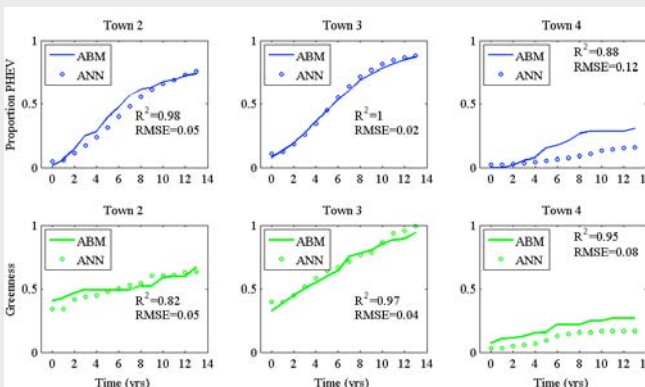 Town 2
Town 3
Town 4
Proportion PHEV
1
0.5
0
ABM
ANN
R²=0.98
RMSE=0.05
0 2 4 6 8 10 12 14
1
0.5
0
ABM
ANN
R²=1
RMSE=0.02
0 2 4 6 8 10 12 14
1
0.5
0
ABM
ANN
R²=0.88
RMSE=0.12
0 2 4 6 8 10 12 14
Town 2
Town 3
Town 4
Greenness
1
0.5
0
ABM
ANN
R²=0.82
RMSE=0.05
0 2 4 6 8 10 12 14
Time (yrs)
1
0.5
0
ABM
ANN
R²=0.97
RMSE=0.04
0 2 4 6 8 10 12 14
Time (yrs)
1
0.5
0
ABM
ANN
R²=0.95
RMSE=0.08
0 2 4 6 8 10 12 14
Time (yrs)